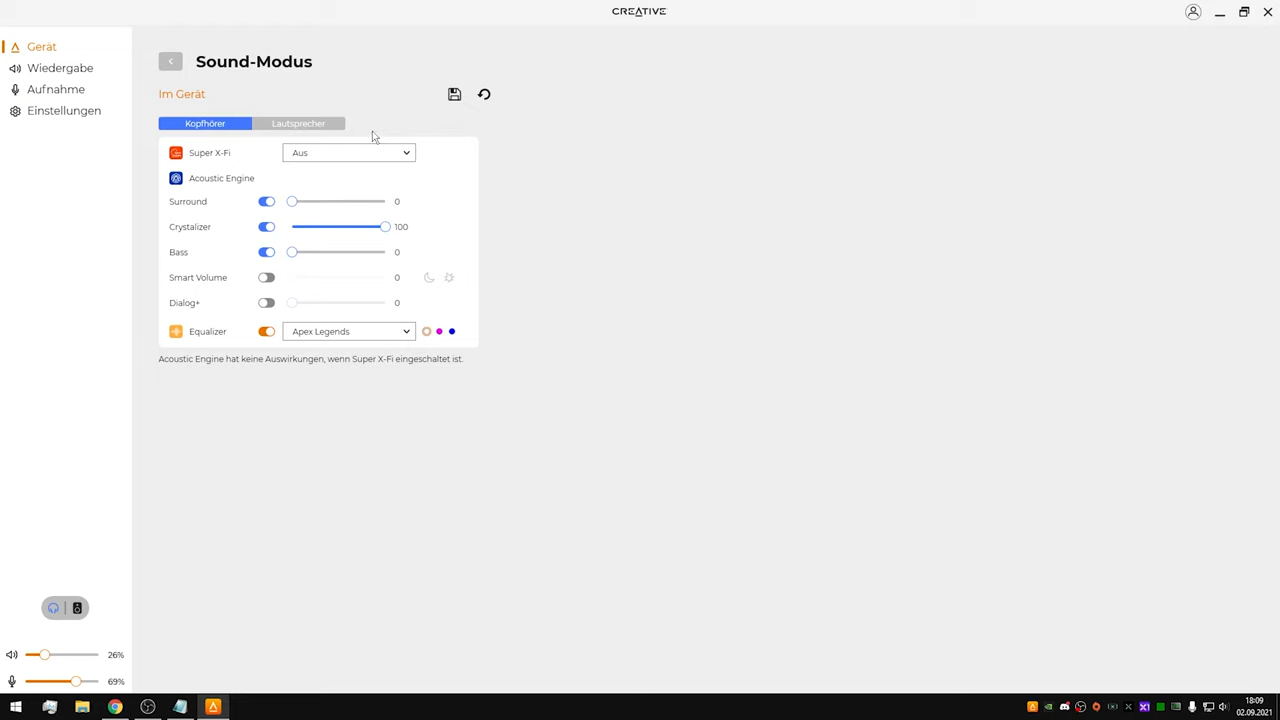 CREATIVE
Gerät
Wiedergabe
Aufnahme
Einstellungen
Sound-Modus
Im Gerät
Kopfhörer
Lautsprecher
Super X-Fi
Aus
Acoustic Engine
Surround
0
Crystalizer
100
Bass
0
Smart Volume
0
Dialog+
0
Equalizer
Apex Legends
Acoustic Engine hat keine Auswirkungen, wenn Super X-Fi eingeschaltet ist.
26%
69%
18:09
02.09.2021